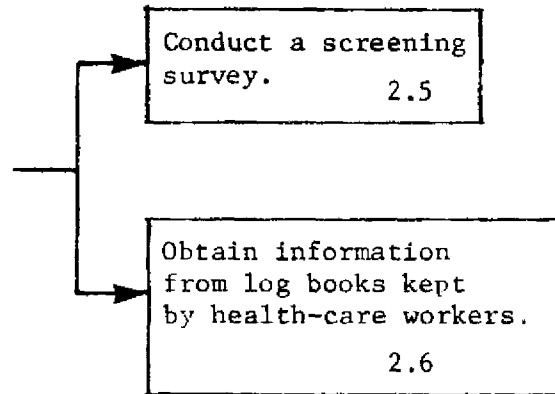 Conduct a screening
survey.
2.5
Obtain information
from log books kept
by health-care workers.
2.6